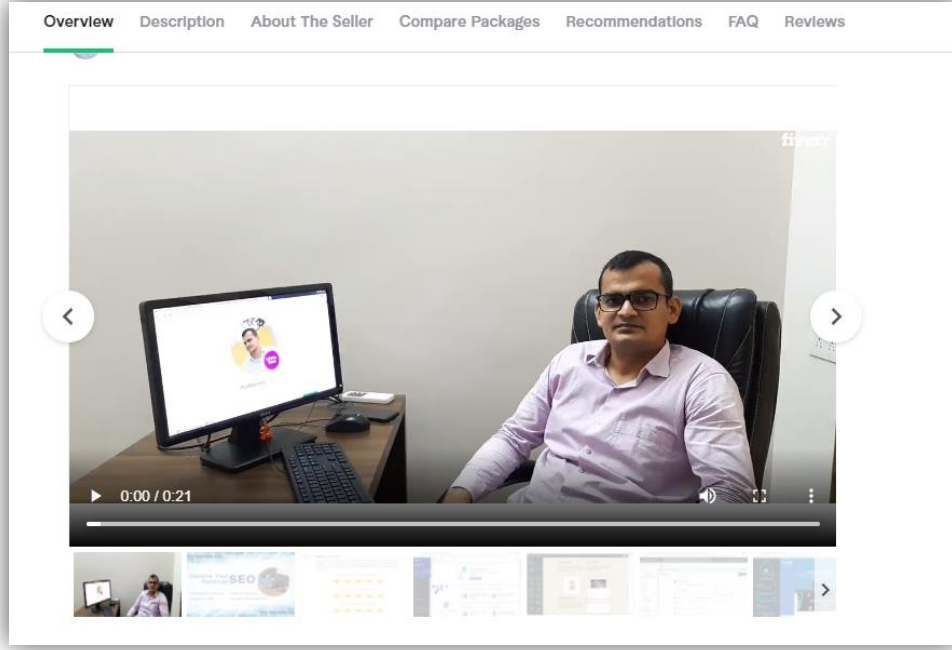 Overview Description About The Seller Compare Packages Recommendations FAQ Reviews
fiverr
0:00 / 0:21
SEO